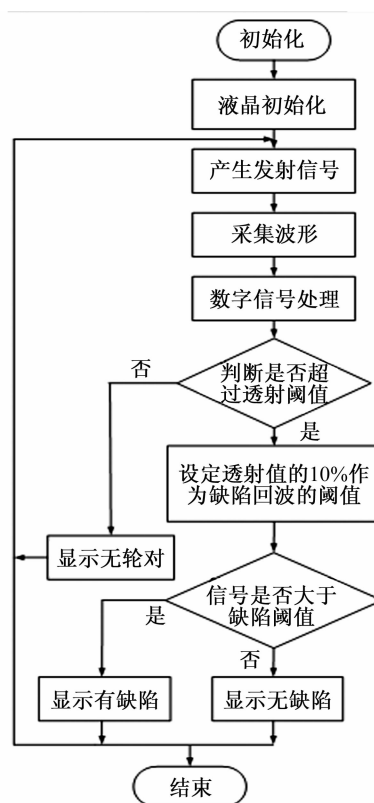 初始化
液晶初始化
产生发射信号
采集波形
数字信号处理
判断是否超
过透射阈值
否
是
设定透射值的10%作
为缺陷回波的阈值
显示无轮对
信号是否大于
缺陷阈值
是
否
显示有缺陷
显示无缺陷
结束